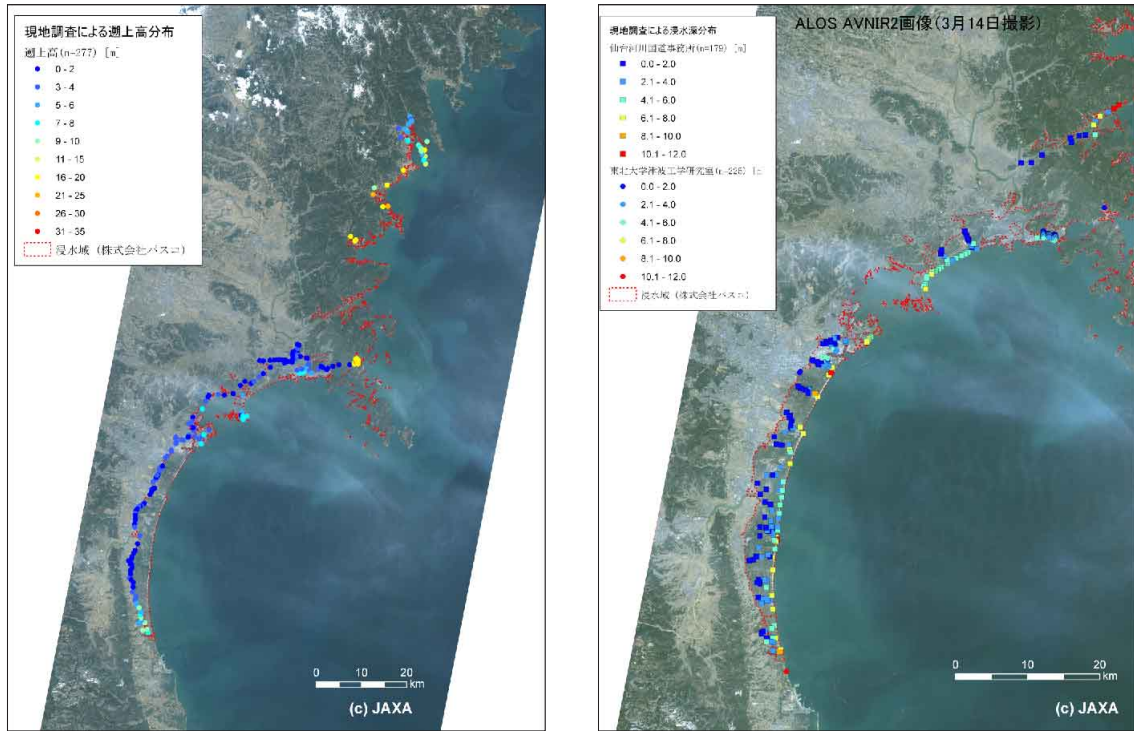 現地調査による遡上高分布
遡上高(n=277) [m]
0 - 2
3 - 4
5 - 6
7 - 8
9 - 10
11 - 15
16 - 20
21 - 25
26 - 30
31 - 35
浸水域 (株式会社パスコ)
0 10 20
km
(c) JAXA
ALOS AVNIR2画像(3月14日撮影)
現地調査による浸水深分布
仙台河川国道事務所(n=179) [m]
0.0 - 2.0
2.1 - 4.0
4.1 - 6.0
6.1 - 8.0
8.1 - 10.0
10.1 - 12.0
東北大学津波工学研究室(n=225)
0.0 - 2.0
2.1 - 4.0
4.1 - 6.0
6.1 - 8.0
8.1 - 10.0
10.1 - 12.0
浸水域 (株式会社パスコ)
0 10 20
km
(c) JAXA